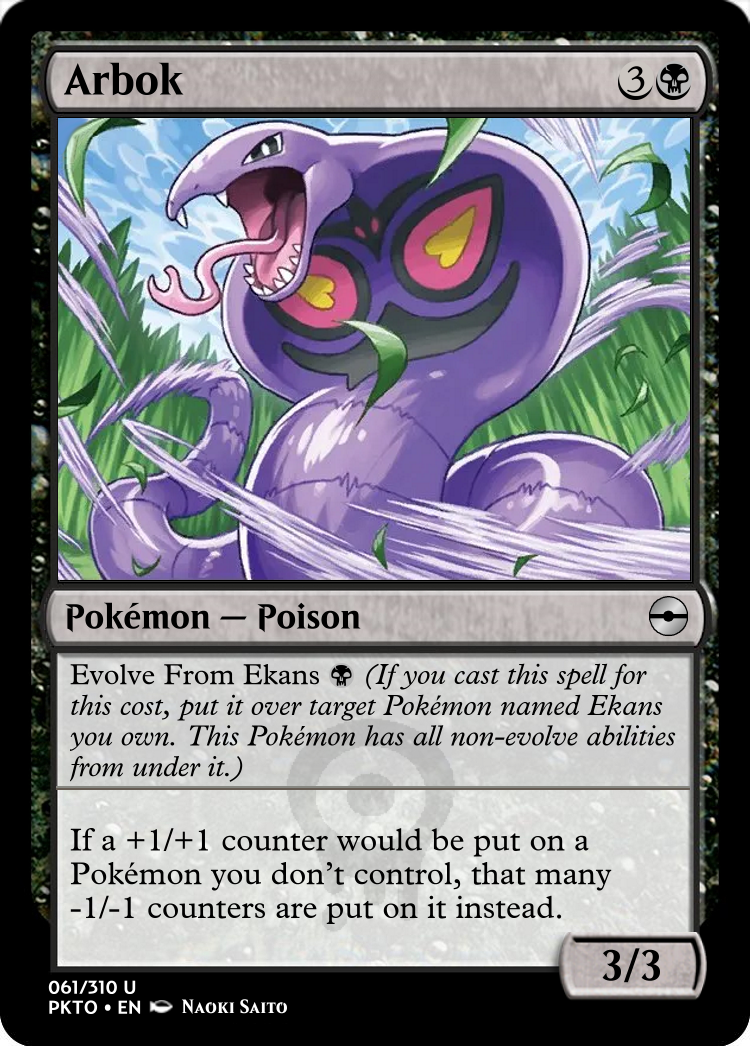 Arbok 3
Pokémon — Poison
Evolve From Ekans (If you cast this spell for
this cost, put it over target Pokémon named Ekans
you own. This Pokémon has all non-evolve abilities
from under it.)
If a +1/+1 counter would be put on a
Pokémon you don't control, that many
-1/-1 counters are put on it instead.
3/3
061/310 U
PKTO • EN Naoki Saito